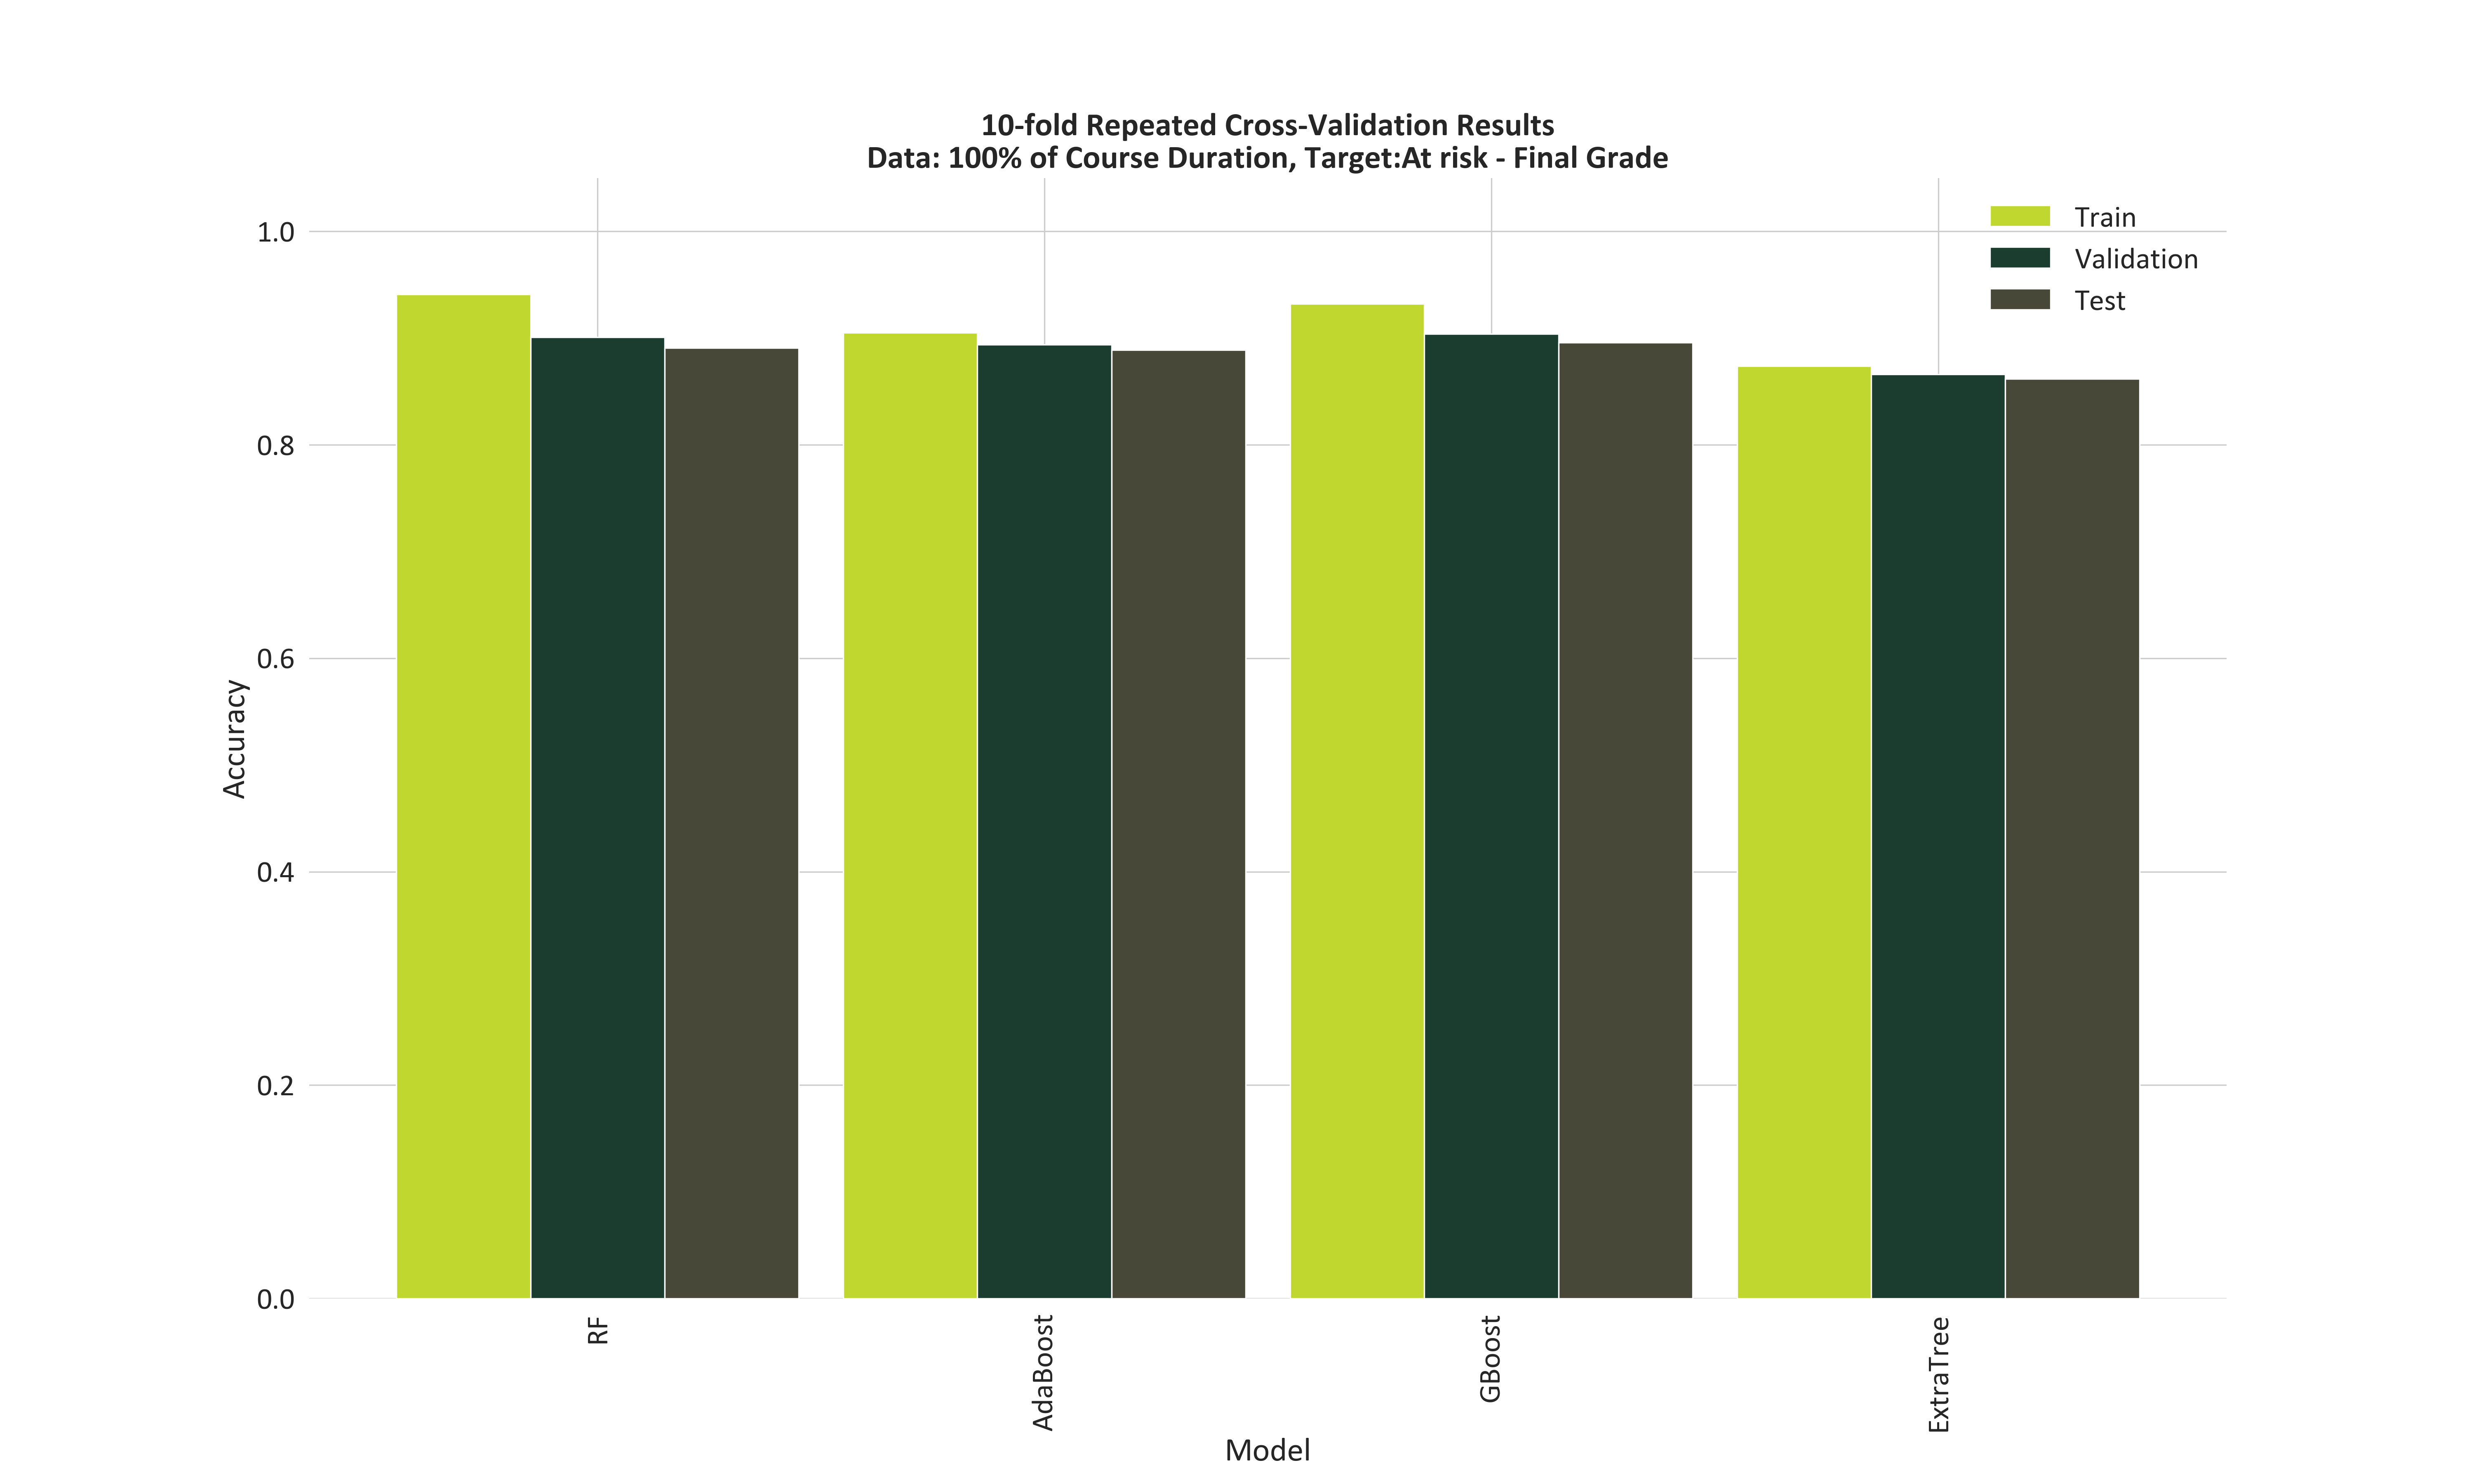 10-fold Repeated Cross-Validation Results
Data: 100% of Course Duration, Target:At risk - Final Grade
Train
Validation
Test
1.0
0.8
0.6
0.4
0.2
0.0
Accuracy
RF
AdaBoost
GBoost
ExtraTree
Model